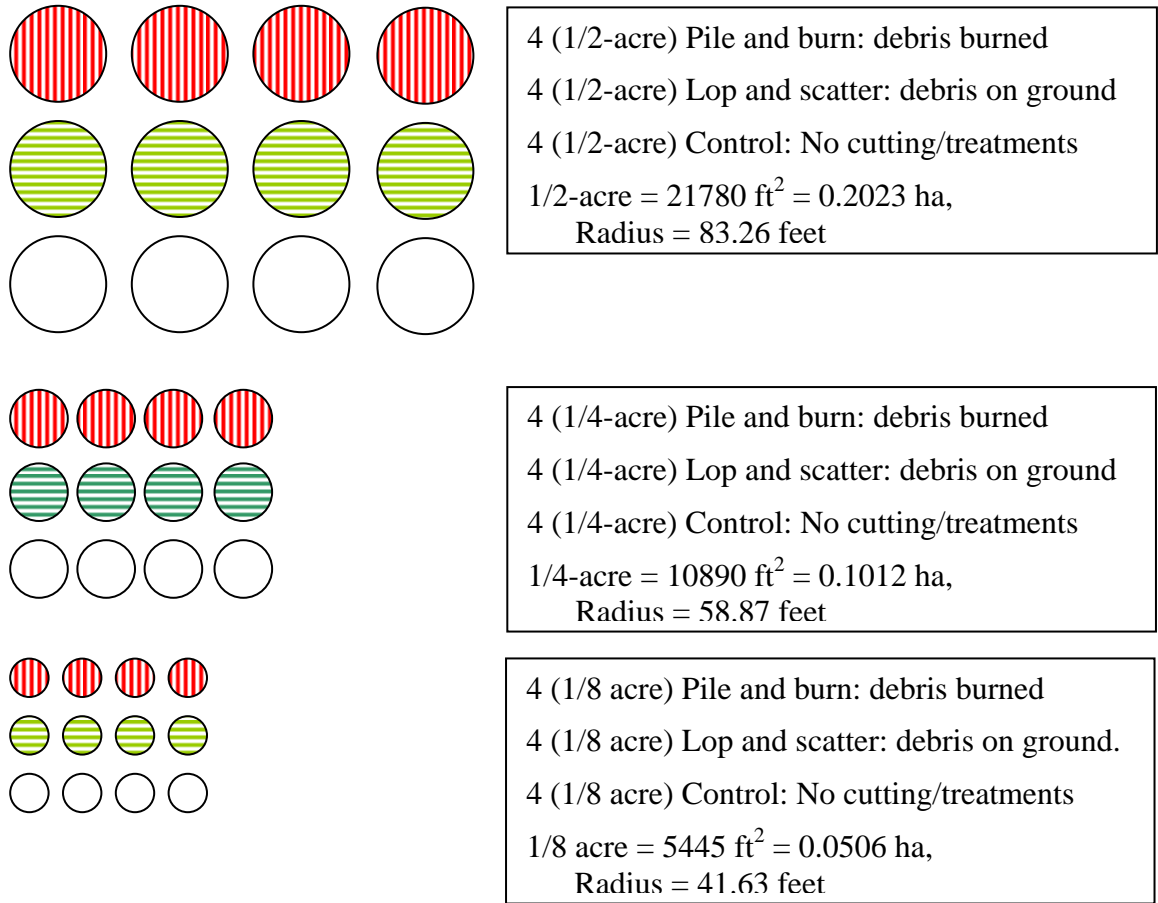 4 (1/2-acre) Pile and burn: debris burned
4 (1/2-acre) Lop and scatter: debris on ground
4 (1/2-acre) Control: No cutting/treatments
1/2-acre = 21780 ft² = 0.2023 ha,
Radius = 83.26 feet
4 (1/4-acre) Pile and burn: debris burned
4 (1/4-acre) Lop and scatter: debris on ground
4 (1/4-acre) Control: No cutting/treatments
1/4-acre = 10890 ft² = 0.1012 ha,
Radius = 58.87 feet
4 (1/8 acre) Pile and burn: debris burned
4 (1/8 acre) Lop and scatter: debris on ground.
4 (1/8 acre) Control: No cutting/treatments
1/8 acre = 5445 ft² = 0.0506 ha,
Radius = 41.63 feet